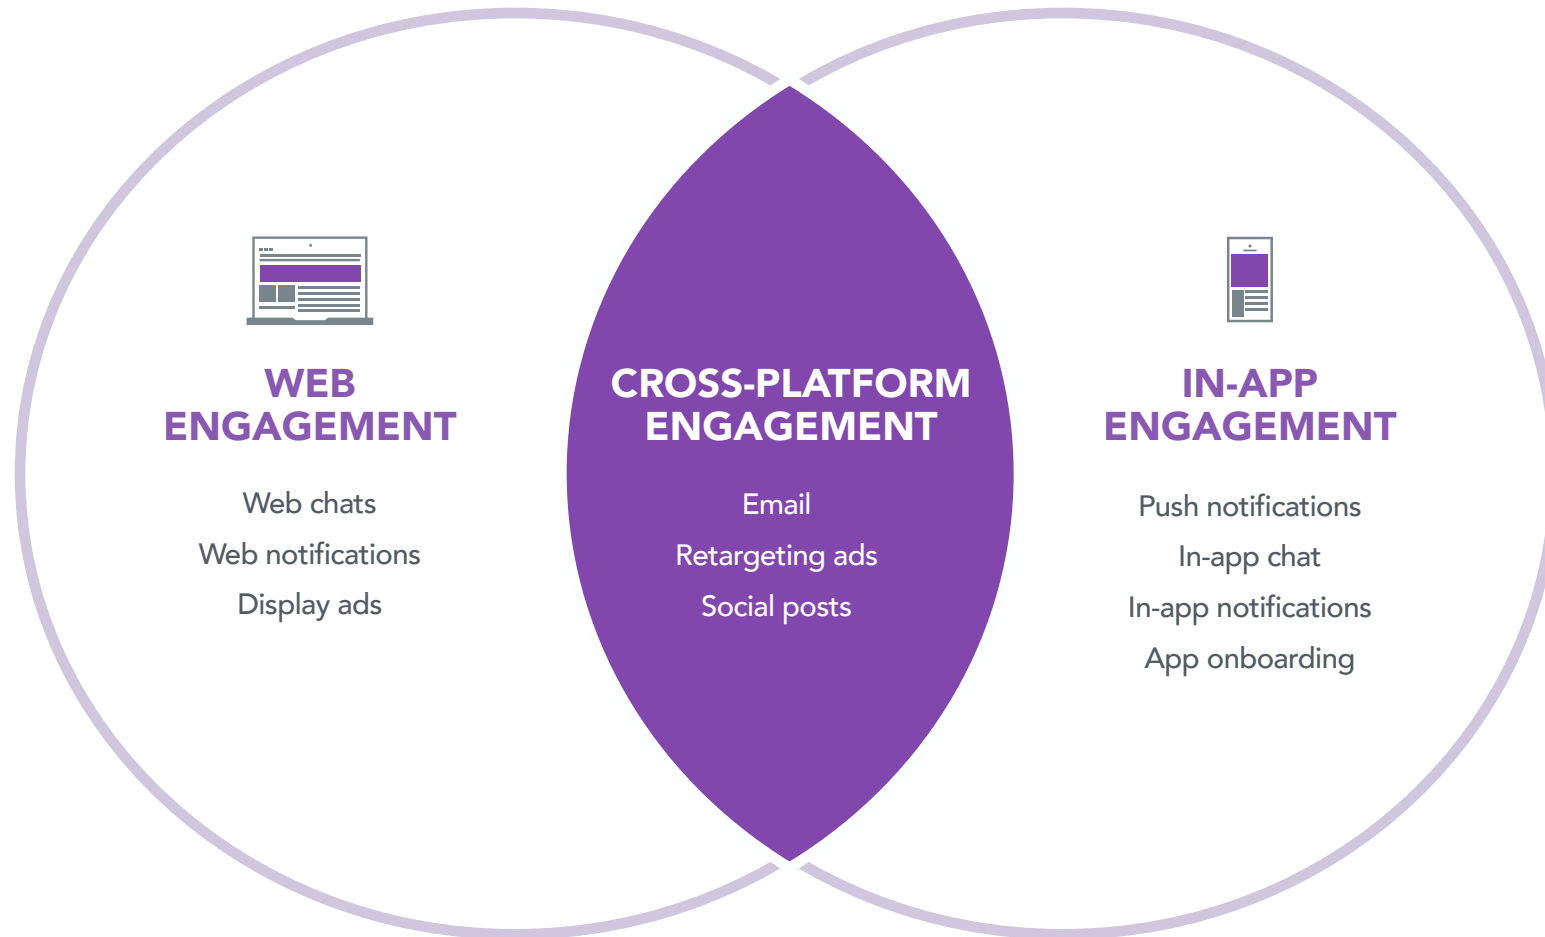 WEB
ENGAGEMENT
Web chats
Web notifications
Display ads
CROSS-PLATFORM
ENGAGEMENT
Email
Retargeting ads
Social posts
IN-APP
ENGAGEMENT
Push notifications
In-app chat
In-app notifications
App onboarding